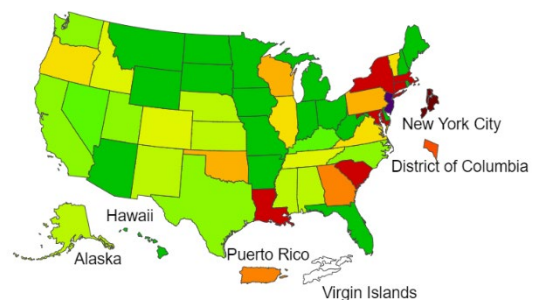 New York City
District of Columbia
Hawaii
Alaska
Puerto Rico
Virgin Islands